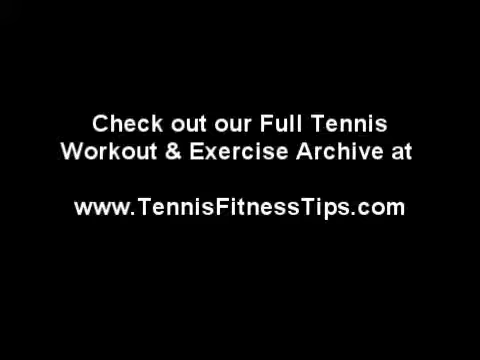 Check out our Full Tennis
Workout & Exercise Archive at
www.TennisFitnessTips.com